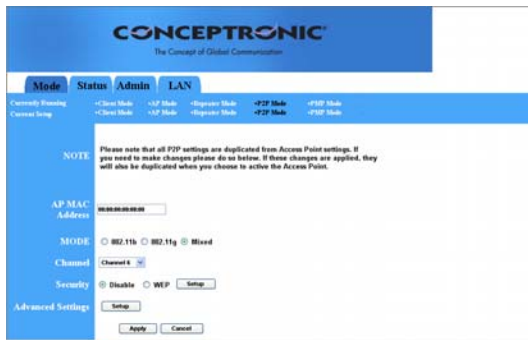 CONCEPTRONIC
The Concept of Global Communication
Mode Status Admin LAN
Currently Running •Client Mode •AP Mode •Repeater Mode •P2P Mode •PMP Mode
Current Setup •Client Mode •AP Mode •Repeater Mode •P2P Mode •PMP Mode
NOTE
Please note that all P2P settings are duplicated from Access Point settings. If
you need to make changes please do so below. If these changes are applied, they
will also be duplicated when you choose to active the Access Point.
AP MAC
Address
00:00:00:00:00:00
MODE 802.11b 802.11g Mixed
Channel Channel 6
Security Disable WEP Setup
Advanced Settings Setup
Apply Cancel